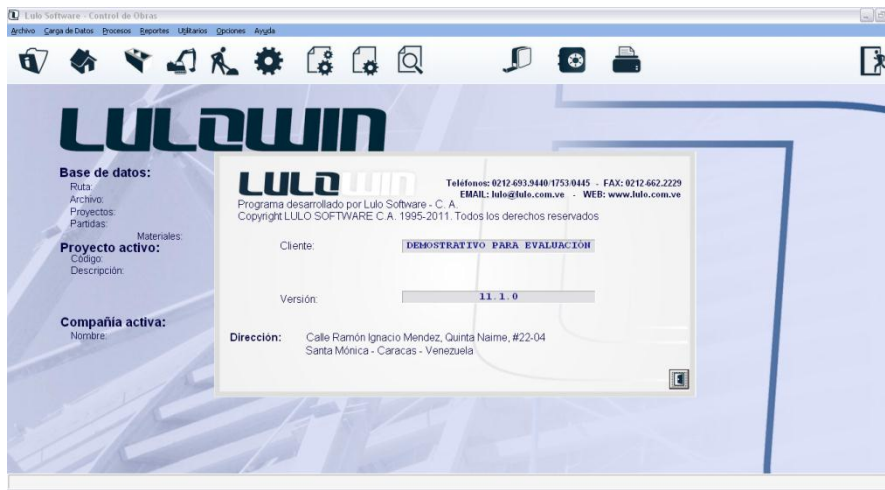 Lulo Software - Control de Obras
Archivo Carga de Datos Procesos Reportes Utilitarios Opciones Ayuda
LULOWIN
Base de datos:
Ruta:
Archivo:
Proyectos:
Partidas:
Materiales:
Proyecto activo:
Código:
Descripción:
Compañía activa:
Nombre:
LULOWIN
Teléfonos: 0212-693.9440/1753/0445 - FAX: 0212-662.2229
EMAIL: lulo@lulo.com.ve - WEB: www.lulo.com.ve
Programa desarrollado por Lulo Software - C. A.
Copyright LULO SOFTWARE C.A. 1995-2011. Todos los derechos reservados
Cliente: DEMOSTRATIVO PARA EVALUACIÓN
Versión: 11.1.0
Dirección: Calle Ramón Ignacio Mendez, Quinta Naime, #22-04
Santa Mónica - Caracas - Venezuela